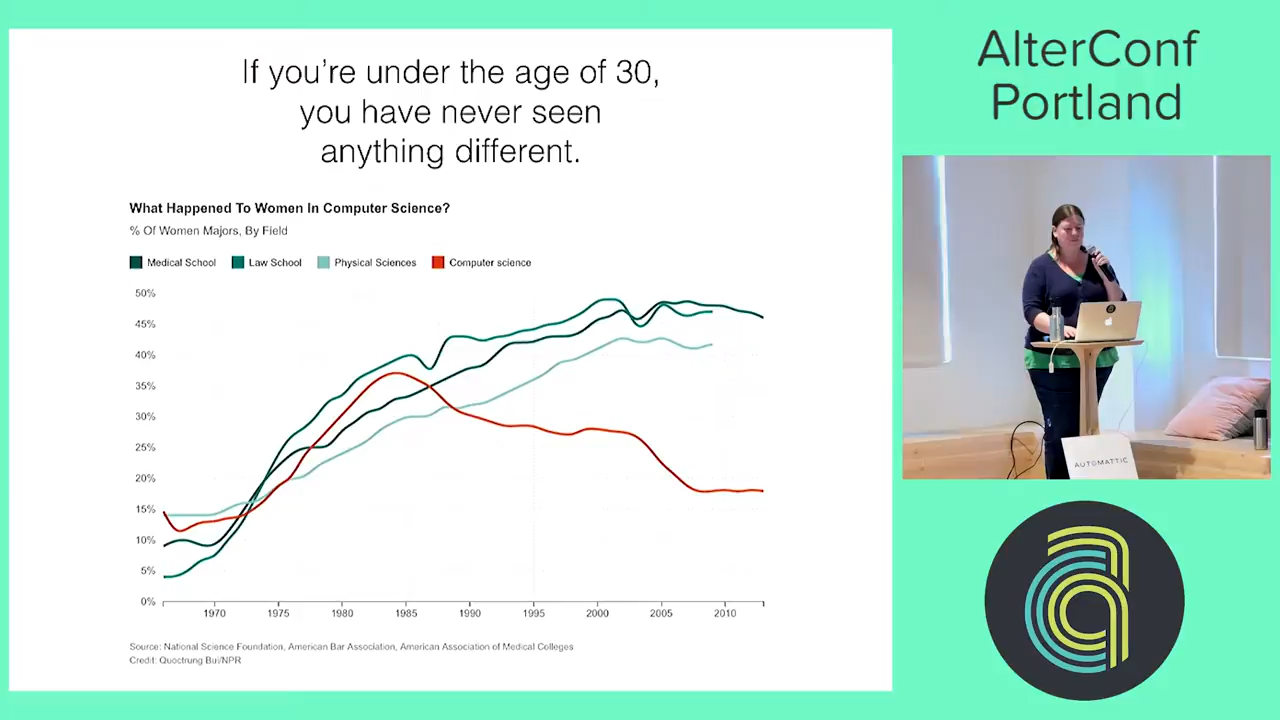 If you're under the age of 30,
you have never seen
anything different.
What Happened To Women In Computer Science?
% Of Women Majors, By Field
Medical School Law School Physical Sciences Computer science
50%
45%
40%
35%
30%
25%
20%
15%
10%
5%
0%
1970 1975 1980 1985 1990 1995 2000 2005 2010
Source: National Science Foundation, American Bar Association, American Association of Medical Colleges
Credit: Quoctrung Bui/NPR
AlterConf
Portland
AUTOMATTIC